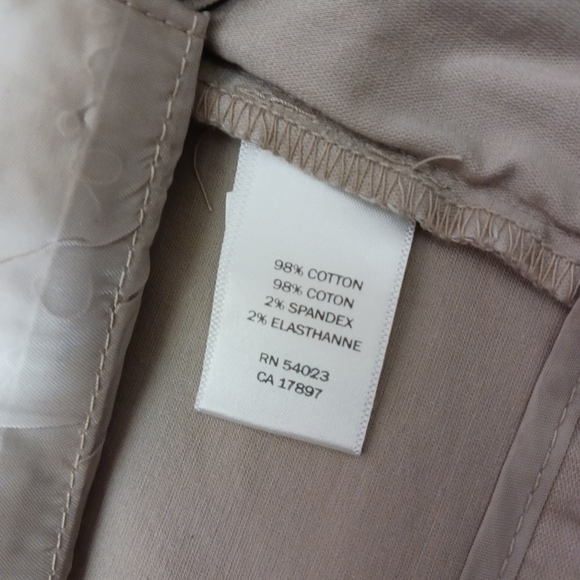 98% COTTON
98% COTON
2% SPANDEX
2% ELASTHANNE
RN 54023
CA 17897